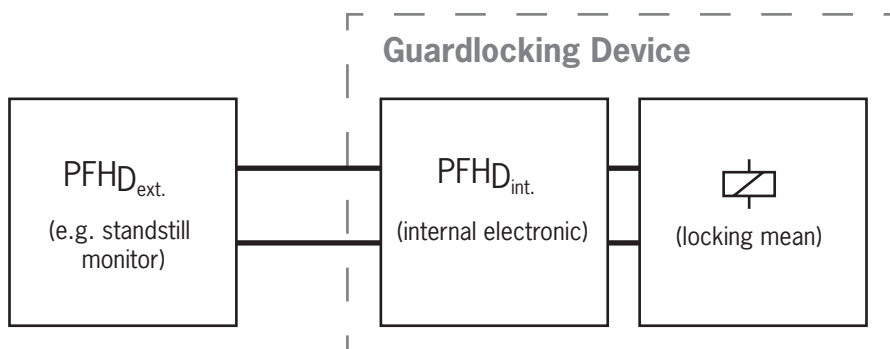 Guardlocking Device
PFHDext.
(e.g. standstill
monitor)
PFHDint.
(internal electronic)
(locking mean)